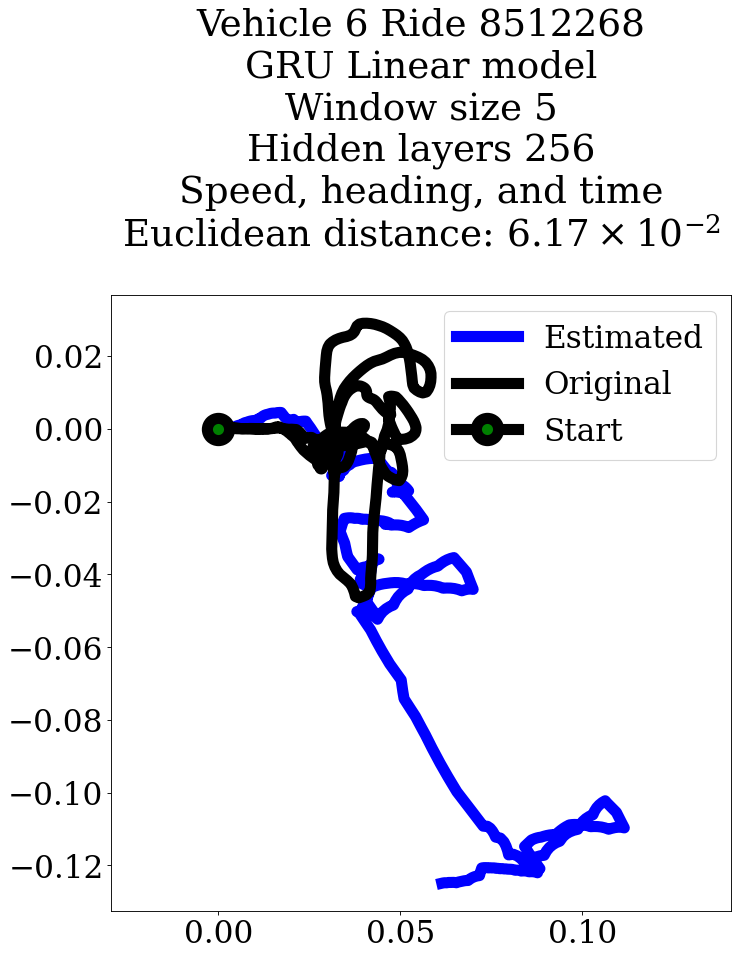 Vehicle 6 Ride 8512268
GRU Linear model
Window size 5
Hidden layers 256
Speed, heading, and time
Euclidean distance: 6.17 × 10⁻²
Estimated
Original
Start
0.02
0.00
−0.02
−0.04
−0.06
−0.08
−0.10
−0.12
0.00 0.05 0.10